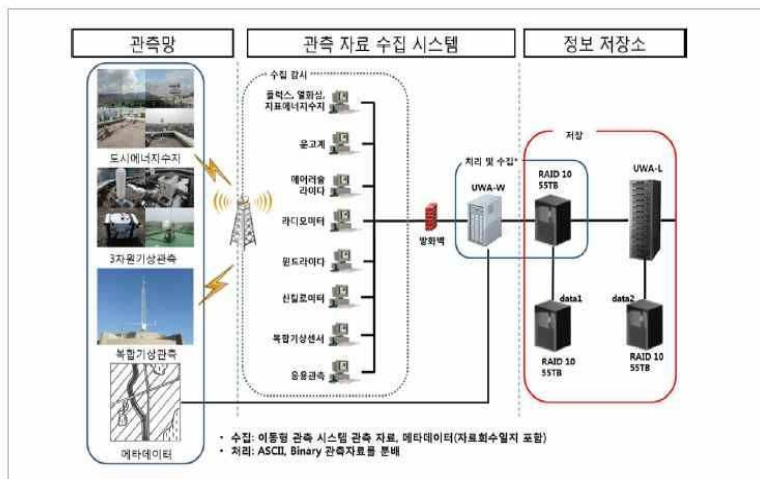 관측망
관측 자료 수집 시스템
정보 저장소
수집 감시
플럭스, 열화상,
지표에너지수지
운고계
에어러솔
라이다
라디오미터
윈드라이다
신틸로미터
복합기상센서
응용관측
도시에너지수지
3차원기상관측
복합기상관측
메타데이터
방화벽
처리 및 수집*
UWA-W
저장
RAID 10
55TB
UWA-L
data1
data2
RAID 10
55TB
RAID 10
55TB
• 수집: 이동형 관측 시스템 관측 자료, 메타데이터(자료회수일지 포함)
• 처리: ASCII, Binary 관측자료를 분배